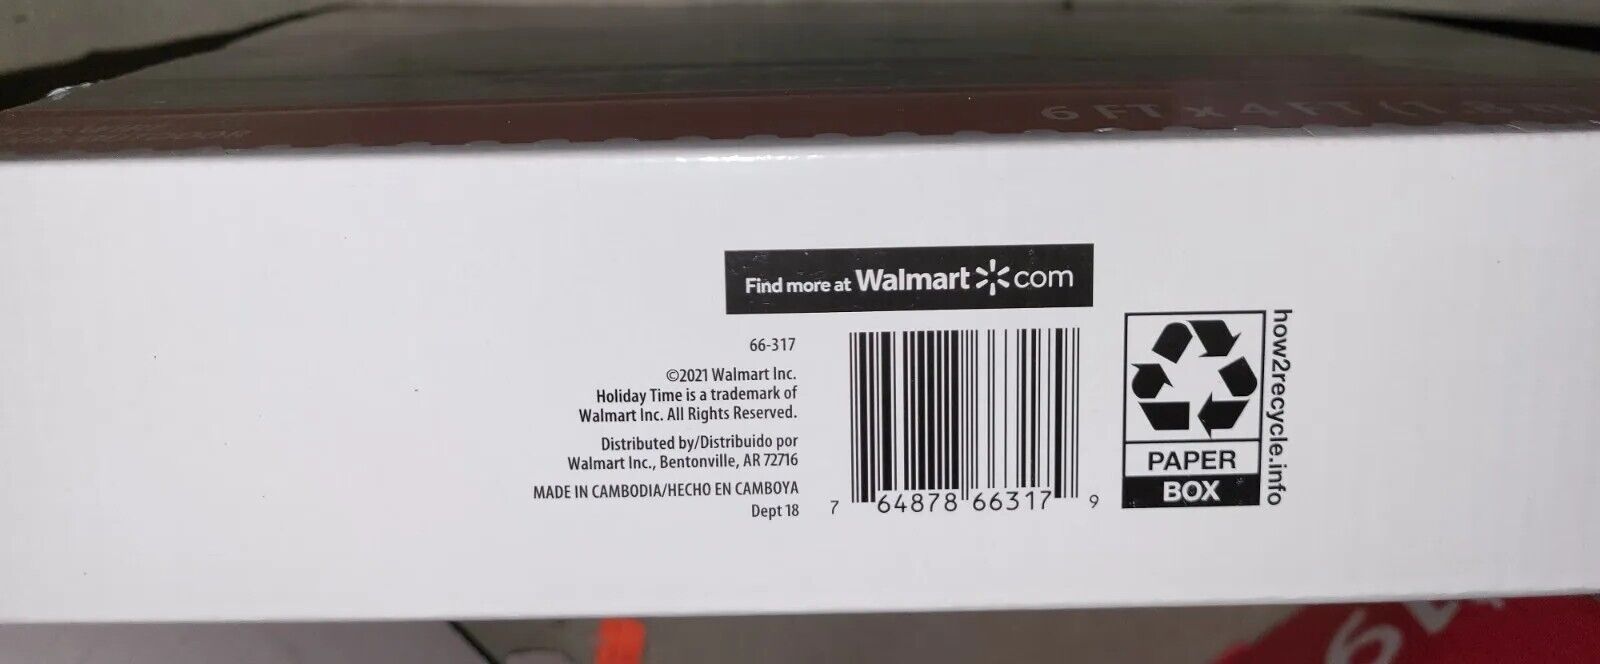 6 FT x 4 FT (1.8 m
Find more at Walmart com
66-317
©2021 Walmart Inc.
Holiday Time is a trademark of
Walmart Inc. All Rights Reserved.
Distributed by/Distribuido por
Walmart Inc., Bentonville, AR 72716
MADE IN CAMBODIA/HECHO EN CAMBOYA
Dept 18
7 64878 66317 9
PAPER
BOX
how2recycle.info